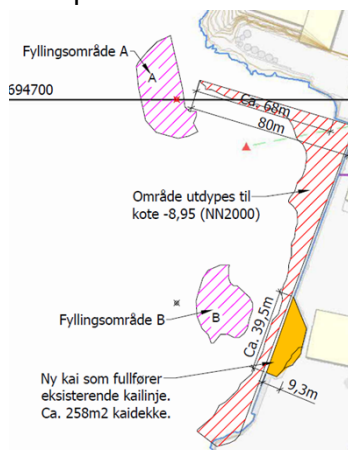 Fyllingsområde A
A
694700
Ca. 68m
80m
Område utdypes til
kote -8,95 (NN2000)
B
Fyllingsområde B
Ca. 39,5m
Ny kai som fullfører
eksisterende kailinje.
Ca. 258m2 kaidekke.
9,3m